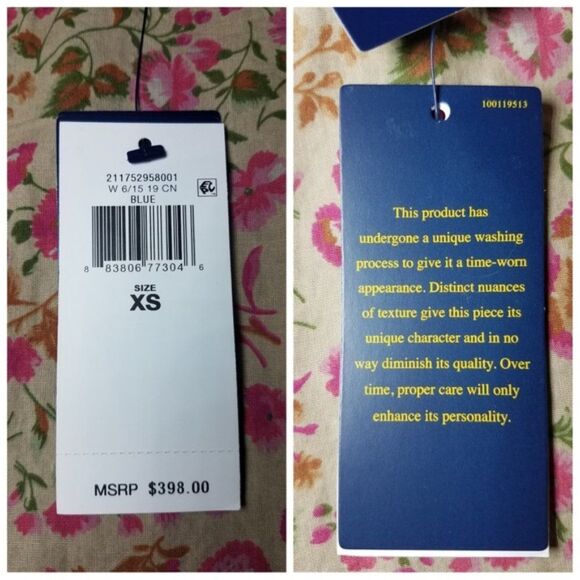 211752958001
W 6/15 19 CN
BLUE
8 83806 77304 6
SIZE
XS
MSRP $398.00
100119513
This product has
undergone a unique washing
process to give it a time-worn
appearance. Distinct nuances
of texture give this piece its
unique character and in no
way diminish its quality. Over
time, proper care will only
enhance its personality.